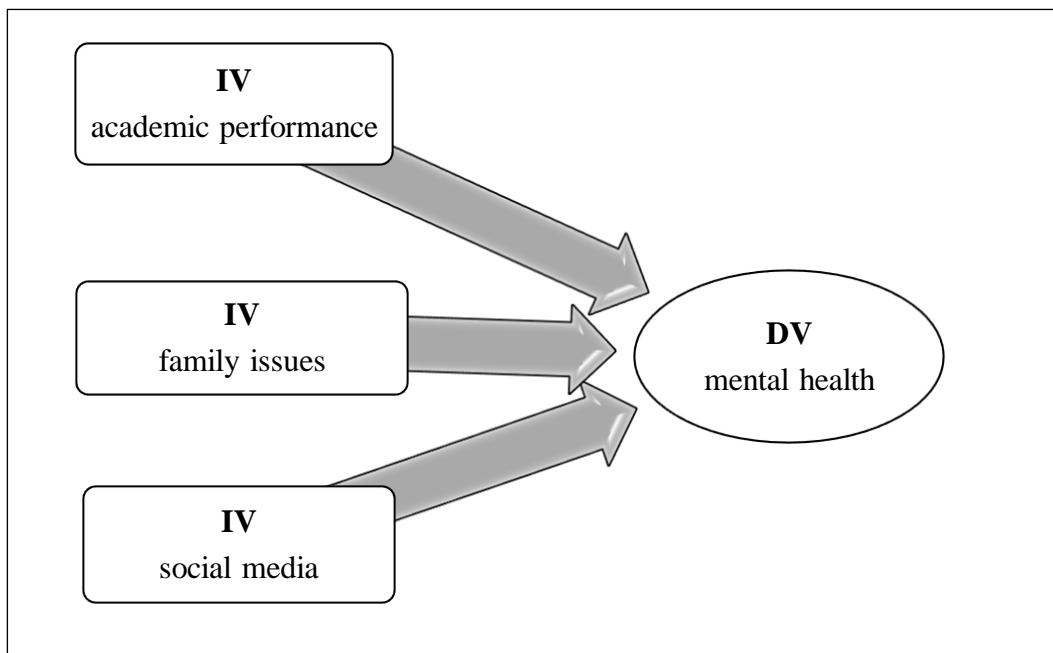 IV
academic performance
IV
family issues
DV
mental health
IV
social media